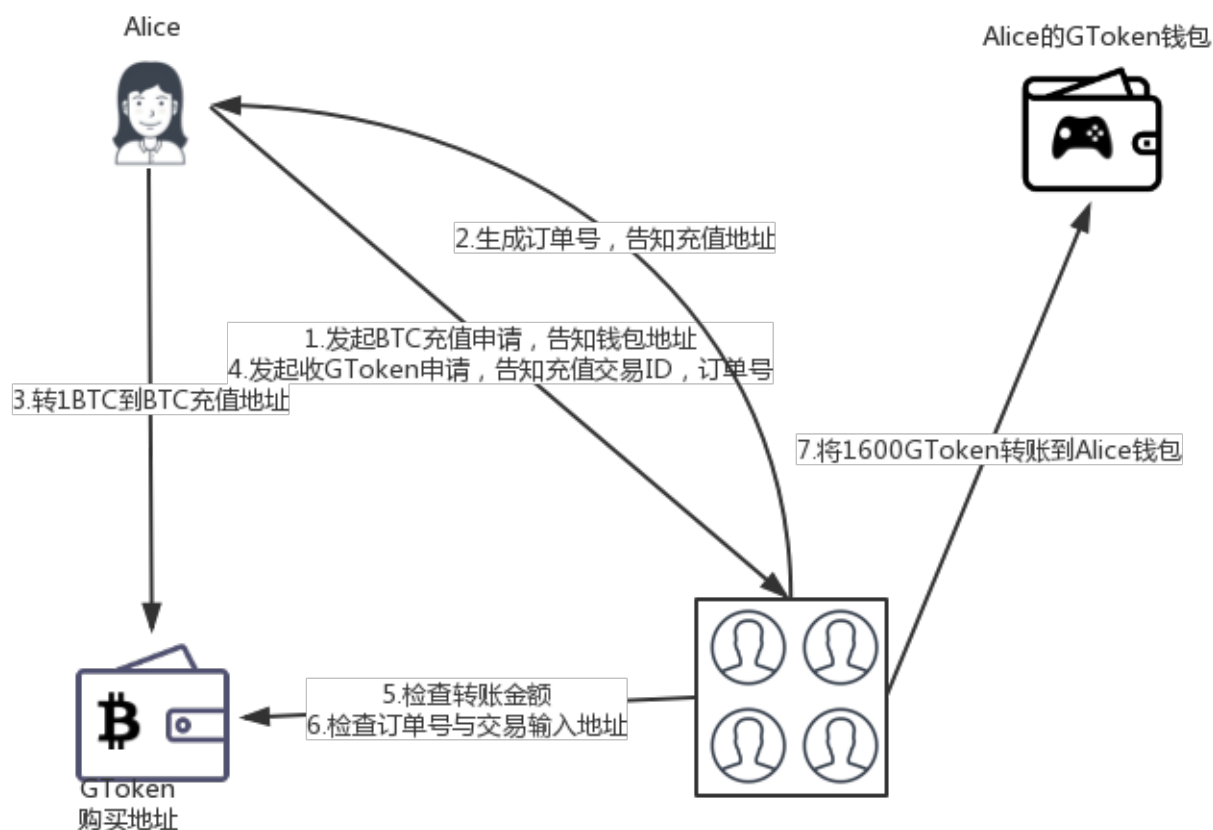 Alice
Alice的GToken钱包
2.生成订单号，告知充值地址
1.发起BTC充值申请，告知钱包地址
4.发起收GToken申请，告知充值交易ID，订单号
3.转1BTC到BTC充值地址
7.将1600GToken转账到Alice钱包
5.检查转账金额
6.检查订单号与交易输入地址
GToken
购买地址